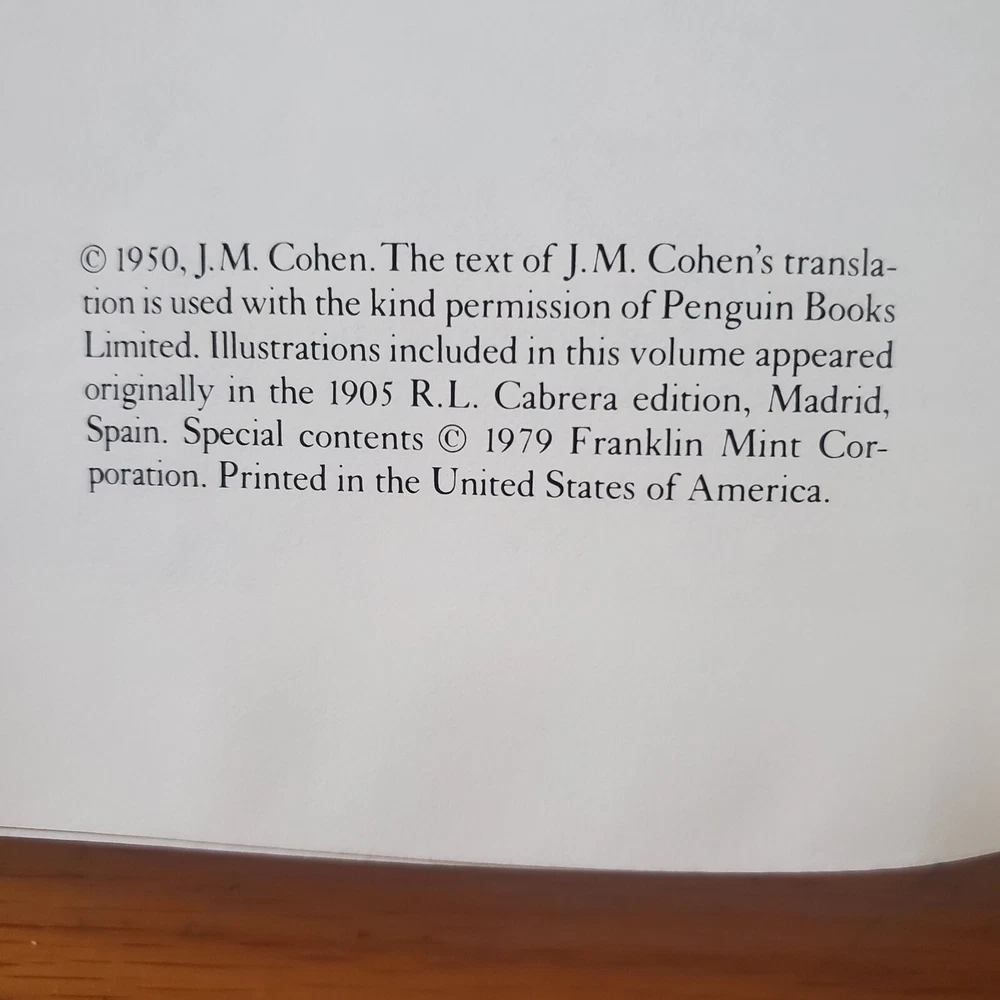 © 1950, J.M. Cohen. The text of J.M. Cohen's transla-
tion is used with the kind permission of Penguin Books
Limited. Illustrations included in this volume appeared
originally in the 1905 R.L. Cabrera edition, Madrid,
Spain. Special contents © 1979 Franklin Mint Cor-
poration. Printed in the United States of America.